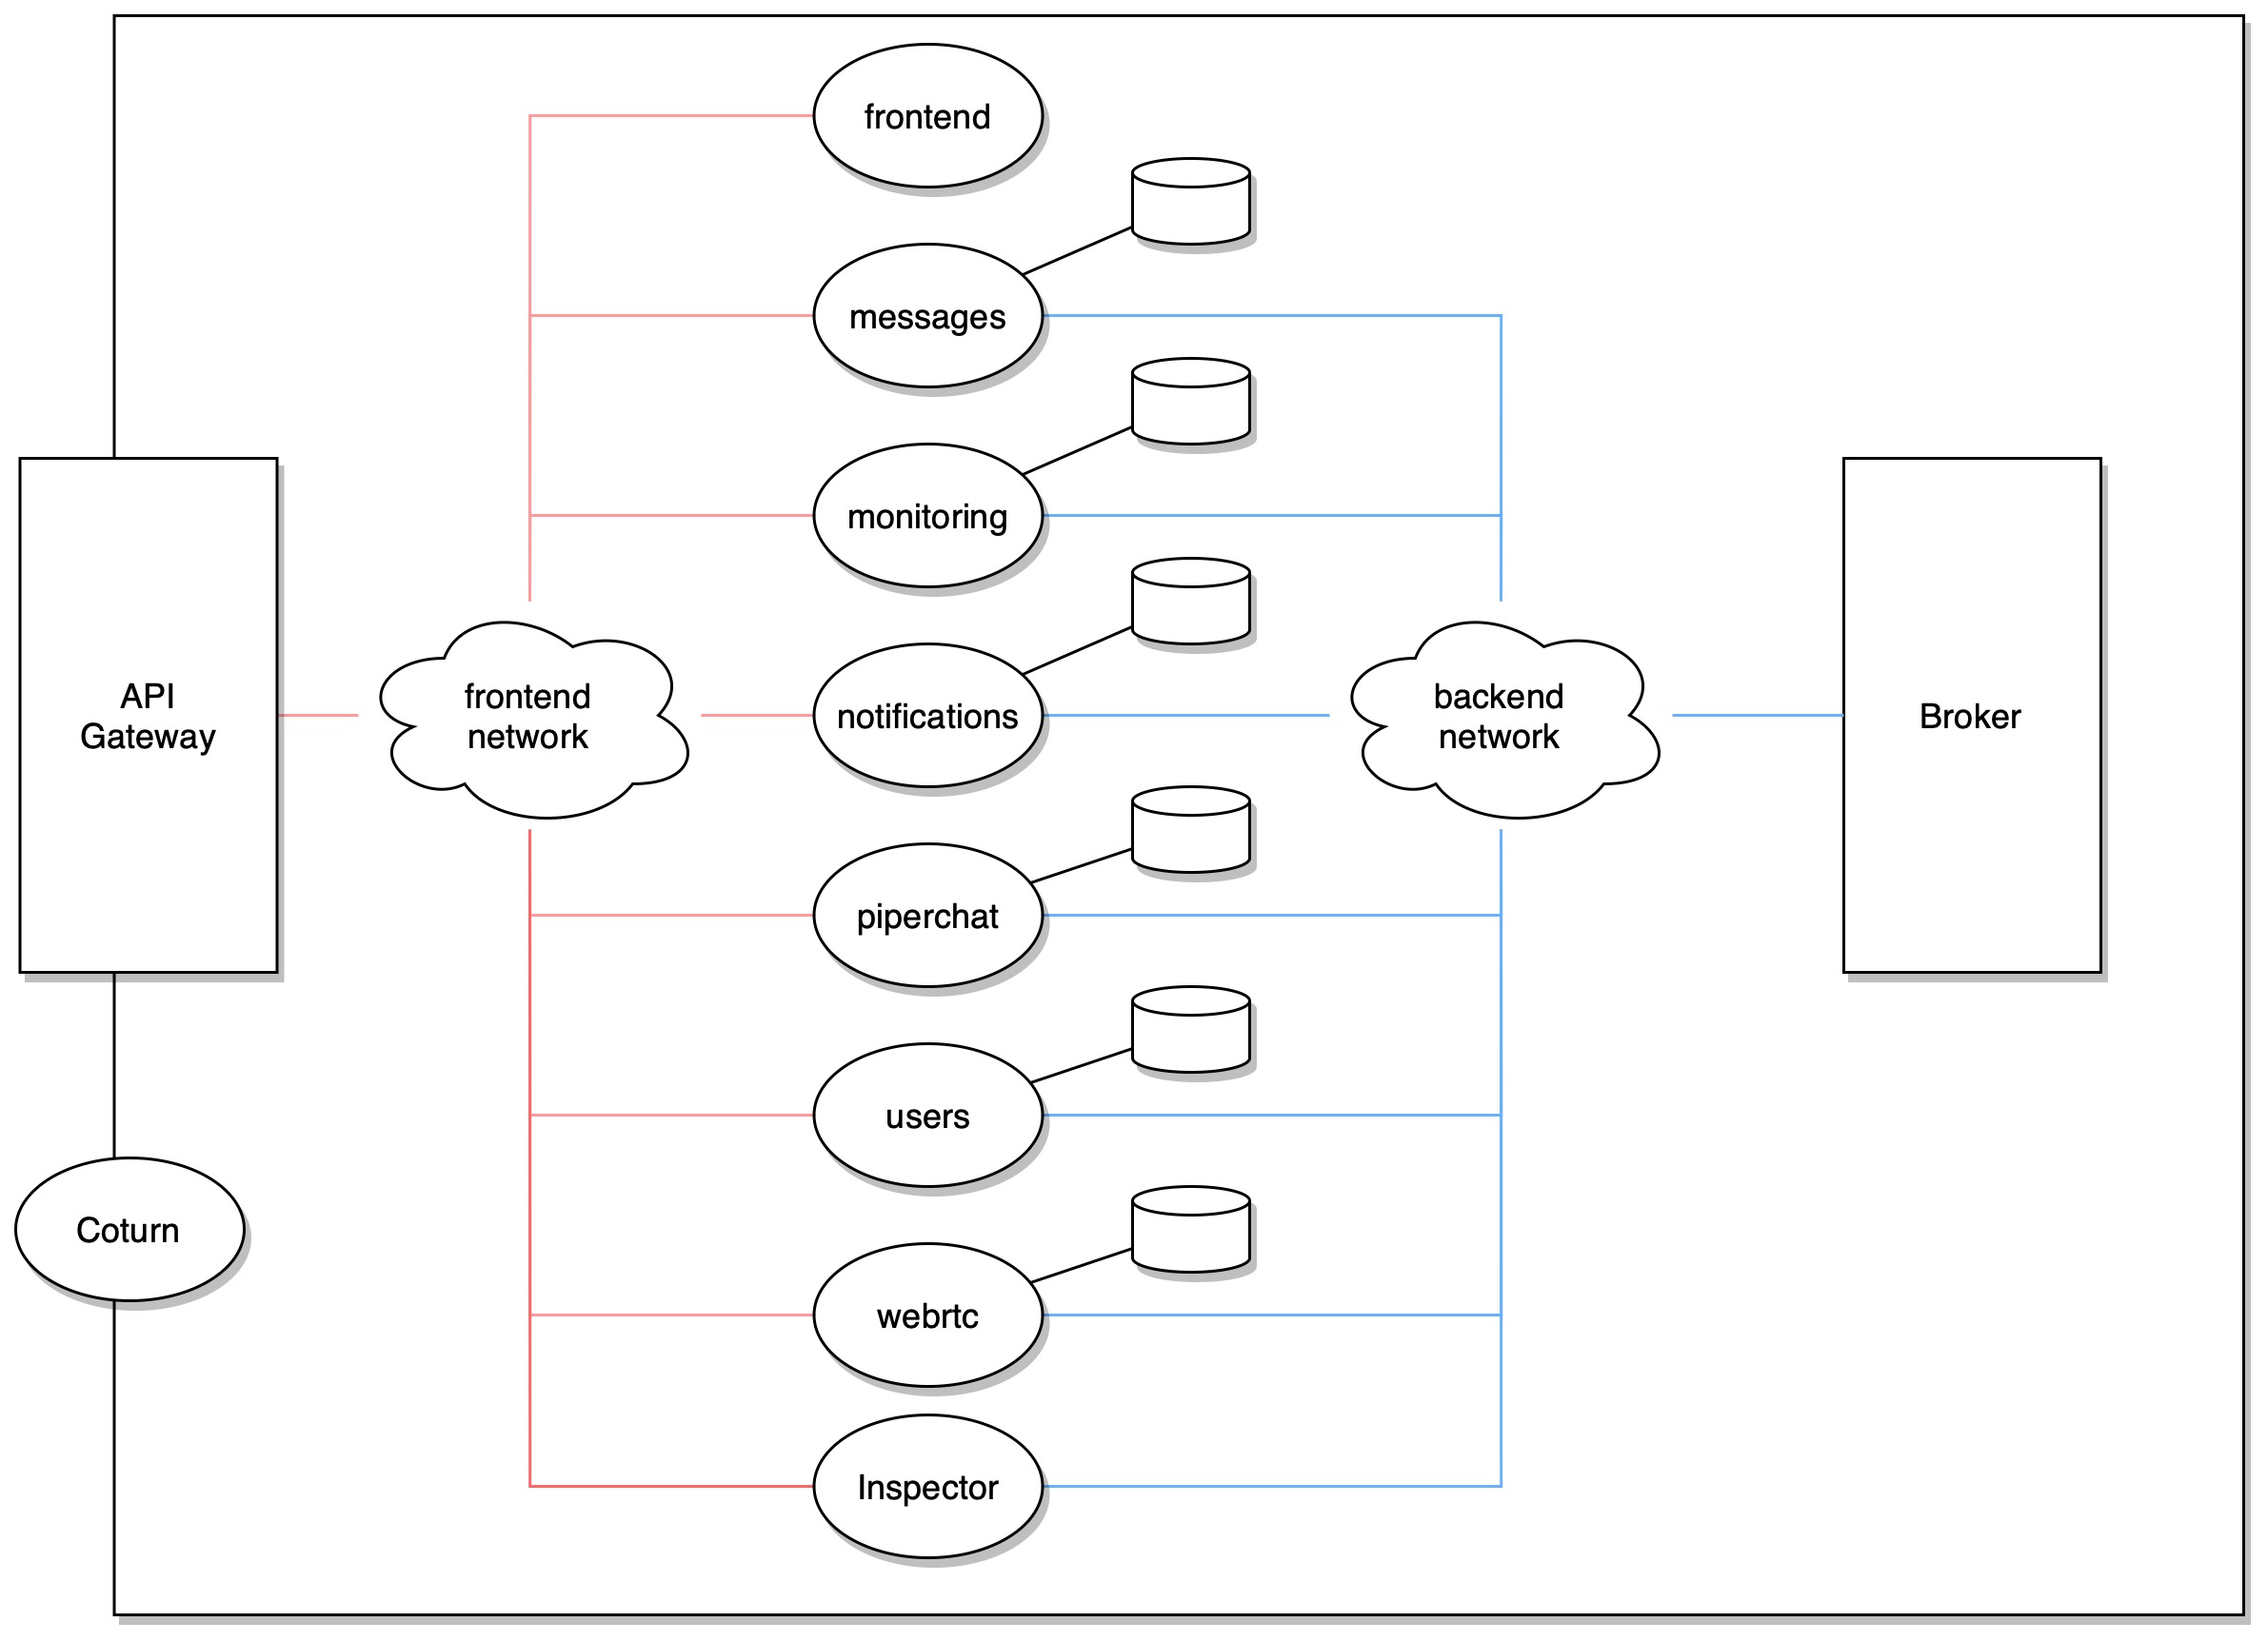 frontend
messages
monitoring
API
Gateway
frontend
network
notifications
backend
network
Broker
piperchat
users
Coturn
webrtc
Inspector